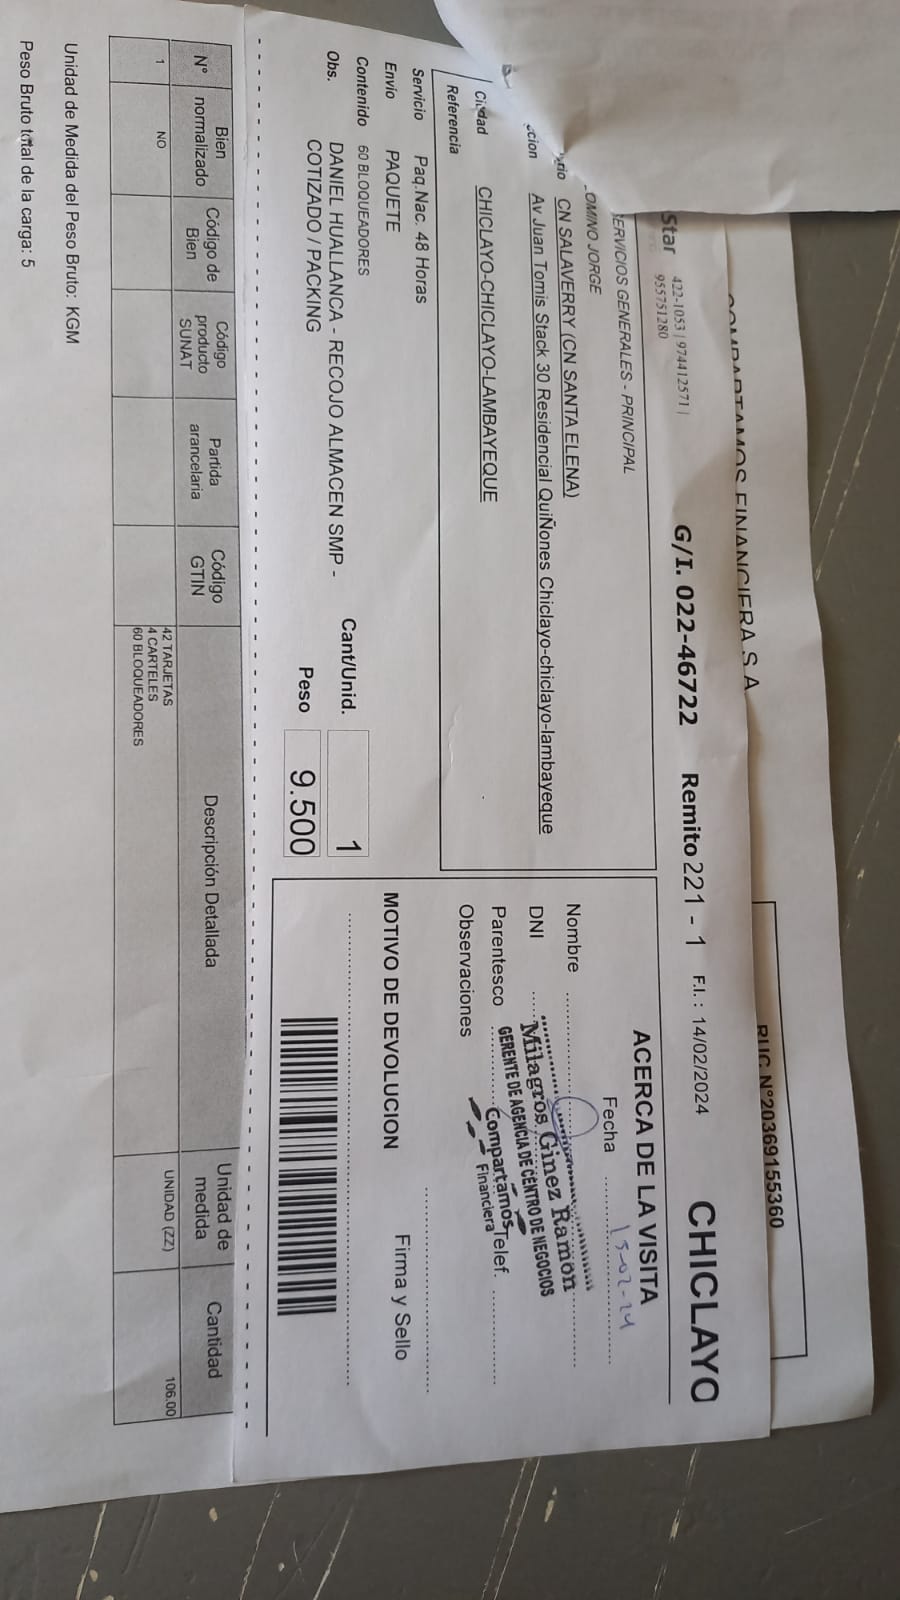 COMPARTAMOS FINANCIERA S.A
RUC N°20369155360
Star
422-1053 | 974412571 |
955751280
G/I. 022-46722
Remito 221 - 1
F.I. : 14/02/2024
CHICLAYO
SERVICIOS GENERALES - PRINCIPAL
OMINO JORGE
CN SALAVERRY (CN SANTA ELENA)
Av Juan Tomis Stack 30 Residencial QuiÑones Chiclayo-chiclayo-lambayeque
Ciudad CHICLAYO-CHICLAYO-LAMBAYEQUE
Referencia
Servicio Paq.Nac. 48 Horas
Envio PAQUETE
Contenido 60 BLOQUEADORES
Obs. DANIEL HUALLANCA - RECOJO ALMACEN SMP -
COTIZADO / PACKING
Cant/Unid. 1
Peso 9.500
ACERCA DE LA VISITA
Fecha 15-02-24
Nombre
DNI
Parentesco
Telef.
Observaciones
Milagros Ginez Ramón
GERENTE DE AGENCIA DE CENTRO DE NEGOCIOS
Compartamos
Financiera
MOTIVO DE DEVOLUCION
Firma y Sello
N° Bien normalizado Código de Bien Código producto SUNAT Partida arancelaria Código GTIN Descripción Detallada Unidad de medida Cantidad
1 NO 42 TARJETAS UNIDAD (ZZ) 106.00
4 CARTELES
60 BLOQUEADORES
Unidad de Medida del Peso Bruto: KGM
Peso Bruto total de la carga: 5